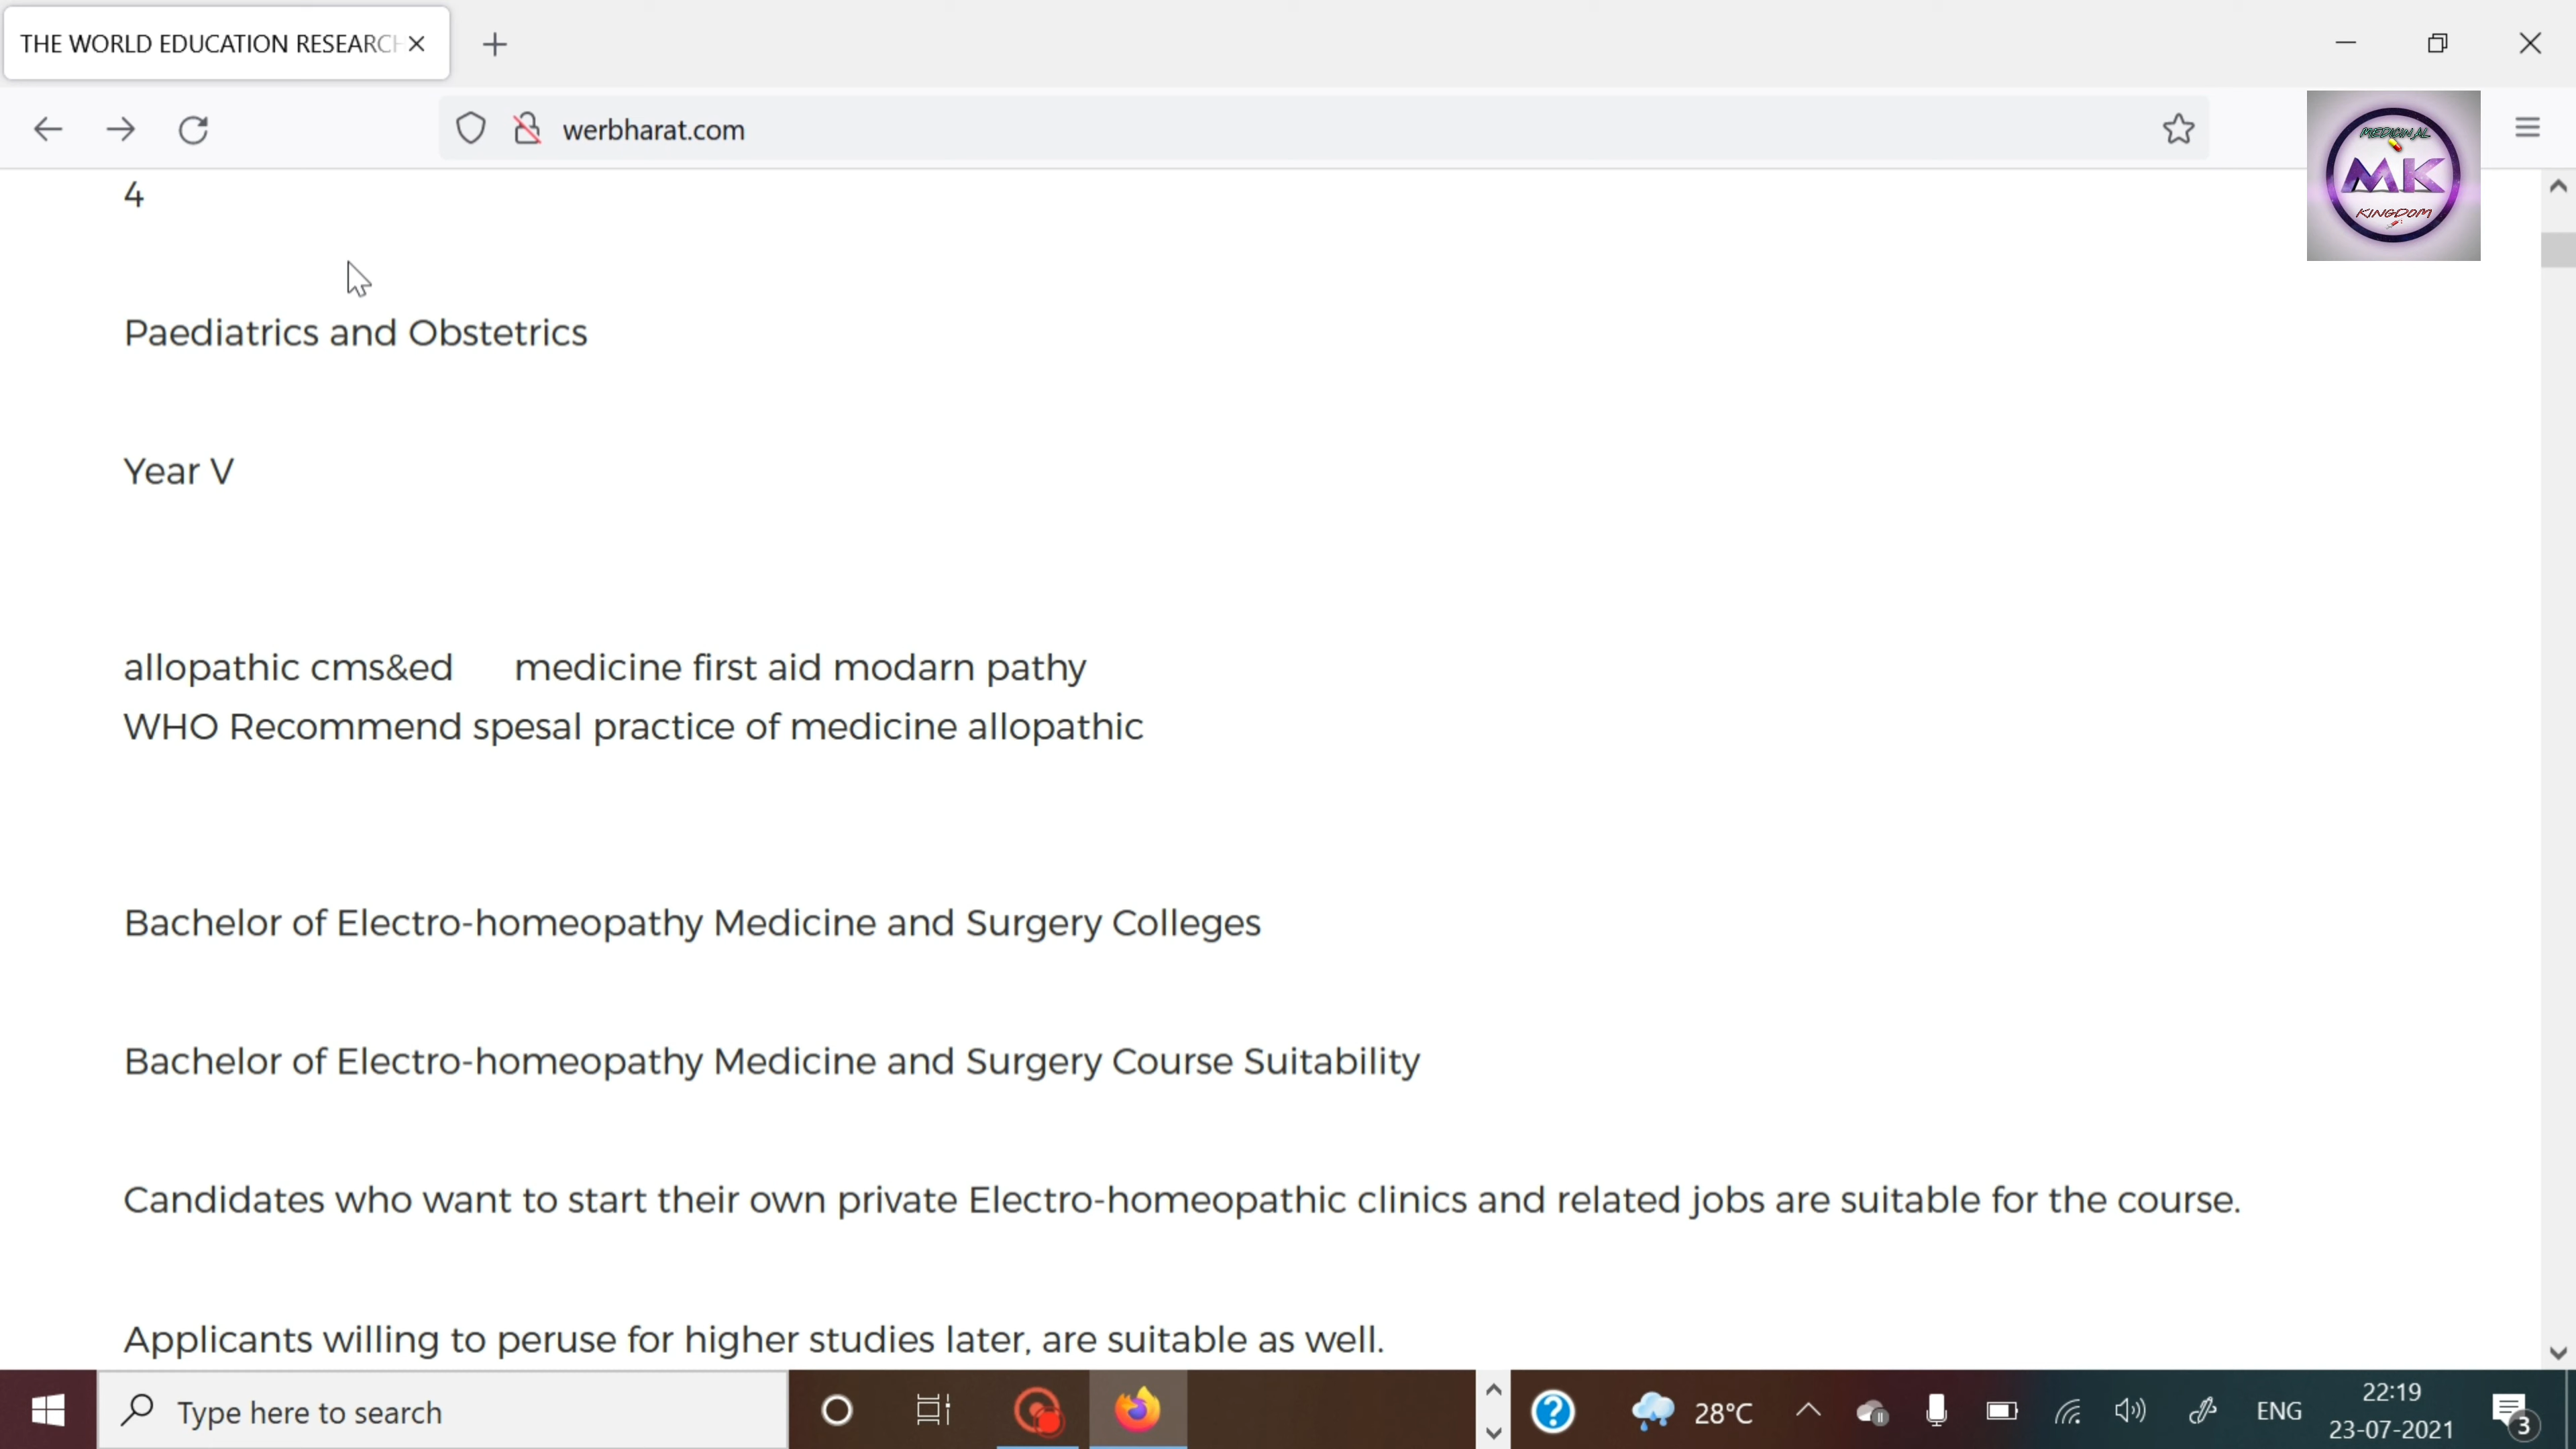 THE WORLD EDUCATION RESEARCH
werbharat.com
MEDICINAL
MK
KINGDOM
4
Paediatrics and Obstetrics
Year V
allopathic cms&ed medicine first aid modarn pathy
WHO Recommend spesal practice of medicine allopathic
Bachelor of Electro-homeopathy Medicine and Surgery Colleges
Bachelor of Electro-homeopathy Medicine and Surgery Course Suitability
Candidates who want to start their own private Electro-homeopathic clinics and related jobs are suitable for the course.
Applicants willing to peruse for higher studies later, are suitable as well.
Type here to search
28°C
ENG
22:19
23-07-2021
3